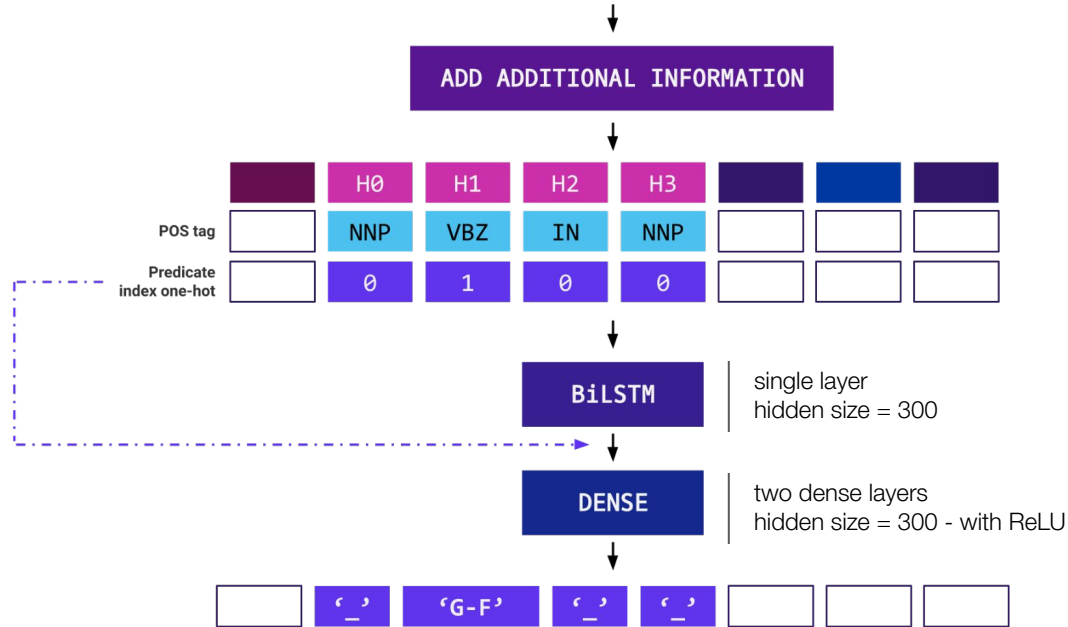 ADD ADDITIONAL INFORMATION
H0 H1 H2 H3
POS tag NNP VBZ IN NNP
Predicate
index one-hot 0 1 0 0
BiLSTM
single layer
hidden size = 300
DENSE
two dense layers
hidden size = 300 - with ReLU
‘_’ ‘G-F’ ‘_’ ‘_’